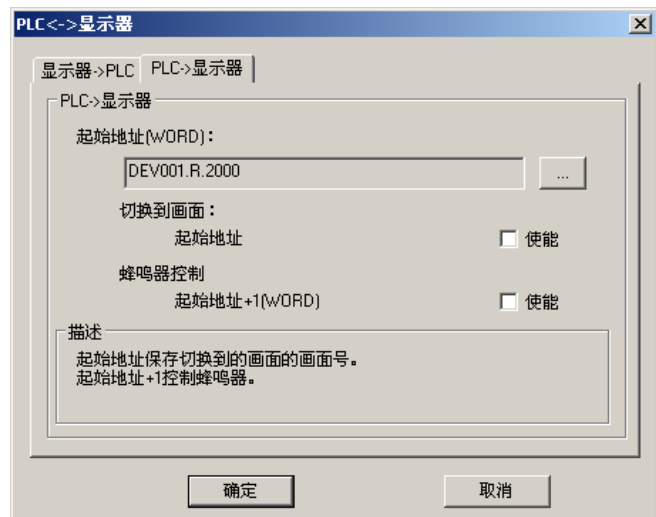 PLC<->显示器
显示器->PLC
PLC->显示器
PLC->显示器
起始地址(WORD):
DEV001.R.2000
...
切换到画面:
起始地址
使能
蜂鸣器控制
起始地址+1(WORD)
使能
描述
起始地址保存切换到的画面的画面号。
起始地址+1控制蜂鸣器。
确定
取消